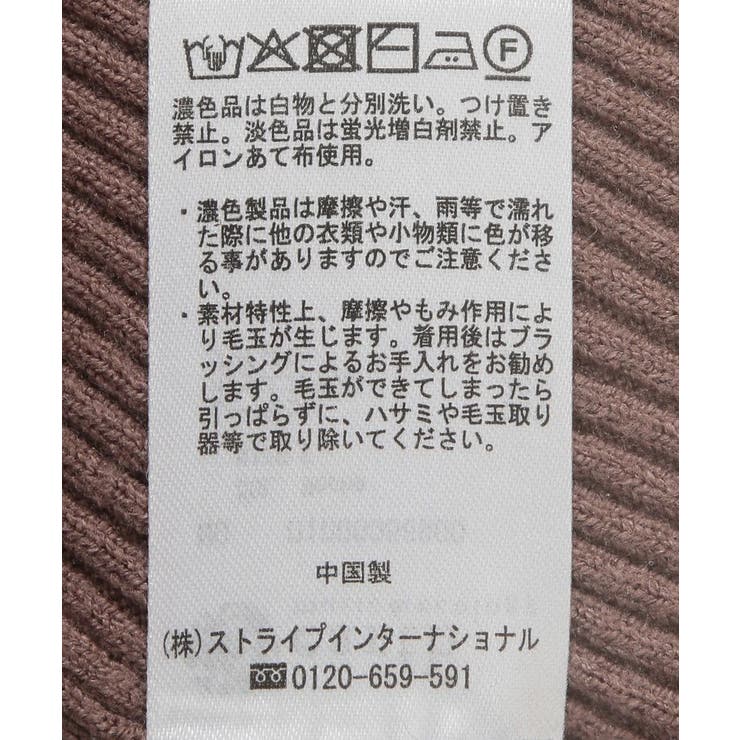 F
濃色品は白物と分別洗い。つけ置き
禁止。淡色品は蛍光増白剤禁止。ア
イロンあて布使用。
・濃色製品は摩擦や汗、雨等で濡れ
た際に他の衣類や小物類に色が移
る事がありますのでご注意くださ
い。
・素材特性上、摩擦やもみ作用によ
り毛玉が生じます。着用後はブラ
ッシングによるお手入れをお勧め
します。毛玉ができてしまったら
引っぱらずに、ハサミや毛玉取り
器等で取り除いてください。
中国製
(株)ストライプインターナショナル
0120-659-591